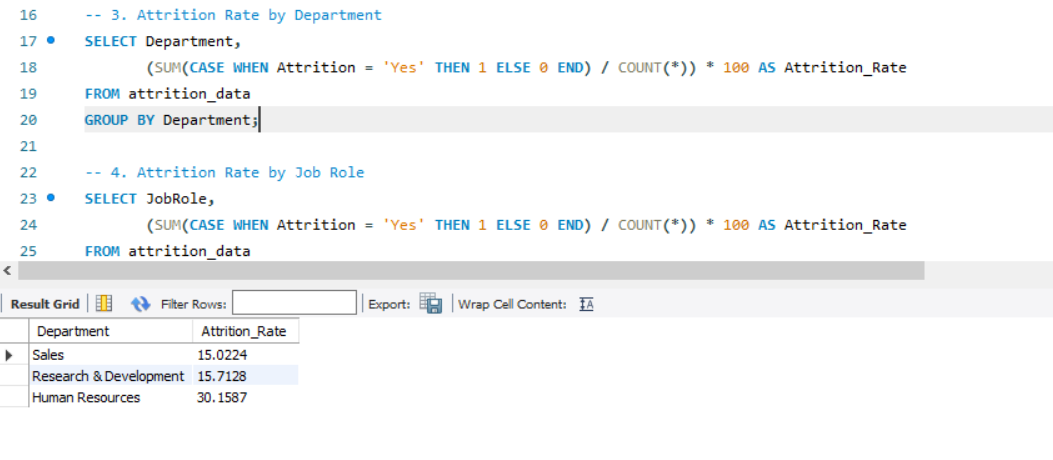 16 -- 3. Attrition Rate by Department
17 SELECT Department,
18 (SUM(CASE WHEN Attrition = 'Yes' THEN 1 ELSE 0 END) / COUNT(*)) * 100 AS Attrition_Rate
19 FROM attrition_data
20 GROUP BY Department;
21
22 -- 4. Attrition Rate by Job Role
23 SELECT JobRole,
24 (SUM(CASE WHEN Attrition = 'Yes' THEN 1 ELSE 0 END) / COUNT(*)) * 100 AS Attrition_Rate
25 FROM attrition_data
Result Grid Filter Rows: Export: Wrap Cell Content:
Department Attrition_Rate
Sales 15.0224
Research & Development 15.7128
Human Resources 30.1587